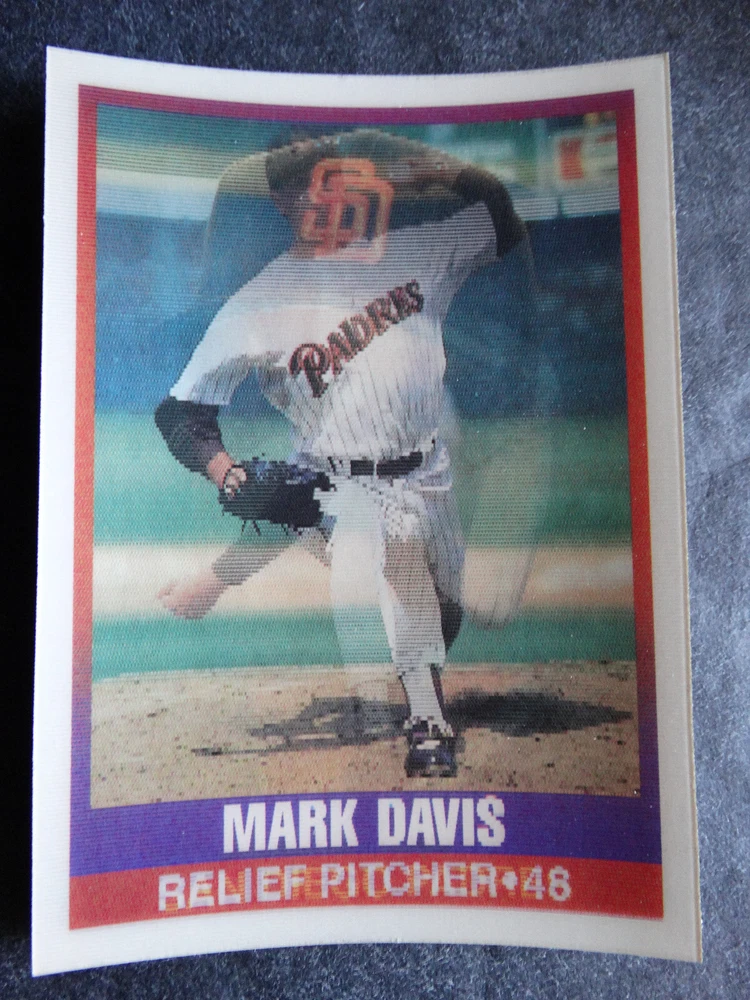 SD
PADRES
MARK DAVIS
RELIEF PITCHER•48